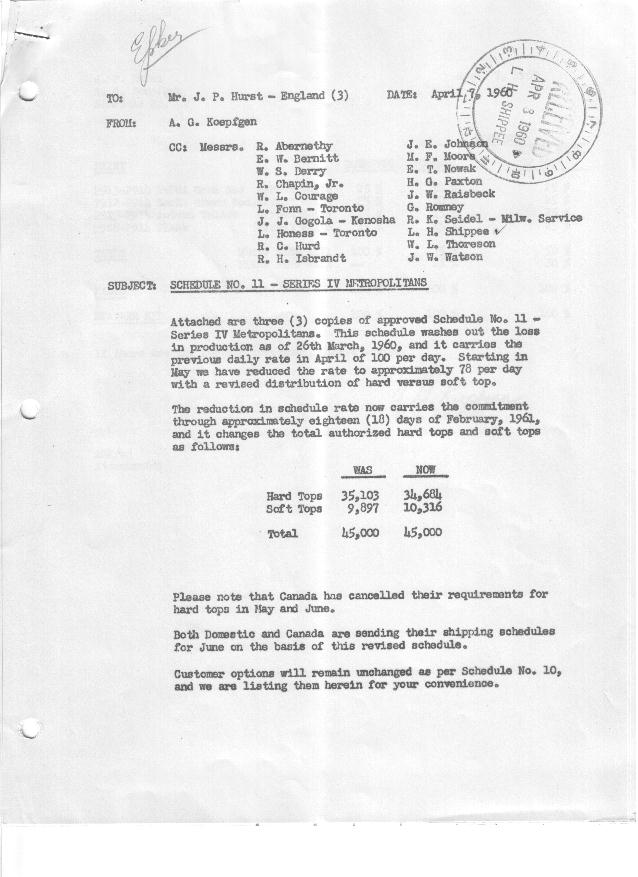 Epker
TO: Mr. J. P. Hurst - England (3) DATE: April 7, 1960
RECEIVED
APR 8 1960
L. H. SHIPPEE
FROM: A. G. Koepfgen
CC: Messrs. R. Abernethy J. E. Johnson
E. W. Bernitt M. F. Moore
W. S. Berry E. T. Nowak
R. Chapin, Jr. H. G. Paxton
W. L. Courage J. W. Raisbeck
L. Fenn - Toronto G. Romney
J. J. Gogola - Kenosha R. K. Seidel - Milw. Service
L. Honess - Toronto L. H. Shippee ✓
R. C. Hurd W. L. Thoreson
R. H. Isbrandt J. W. Watson
SUBJECT: SCHEDULE NO. 11 - SERIES IV METROPOLITANS
Attached are three (3) copies of approved Schedule No. 11 -
Series IV Metropolitans. This schedule washes out the loss
in production as of 26th March, 1960, and it carries the
previous daily rate in April of 100 per day. Starting in
May we have reduced the rate to approximately 78 per day
with a revised distribution of hard versus soft top.
The reduction in schedule rate now carries the commitment
through approximately eighteen (18) days of February, 1961,
and it changes the total authorized hard tops and soft tops
as follows:
WAS NOW
Hard Tops 35,103 34,684
Soft Tops 9,897 10,316
Total 45,000 45,000
Please note that Canada has cancelled their requirements for
hard tops in May and June.
Both Domestic and Canada are sending their shipping schedules
for June on the basis of this revised schedule.
Customer options will remain unchanged as per Schedule No. 10,
and we are listing them herein for your convenience.